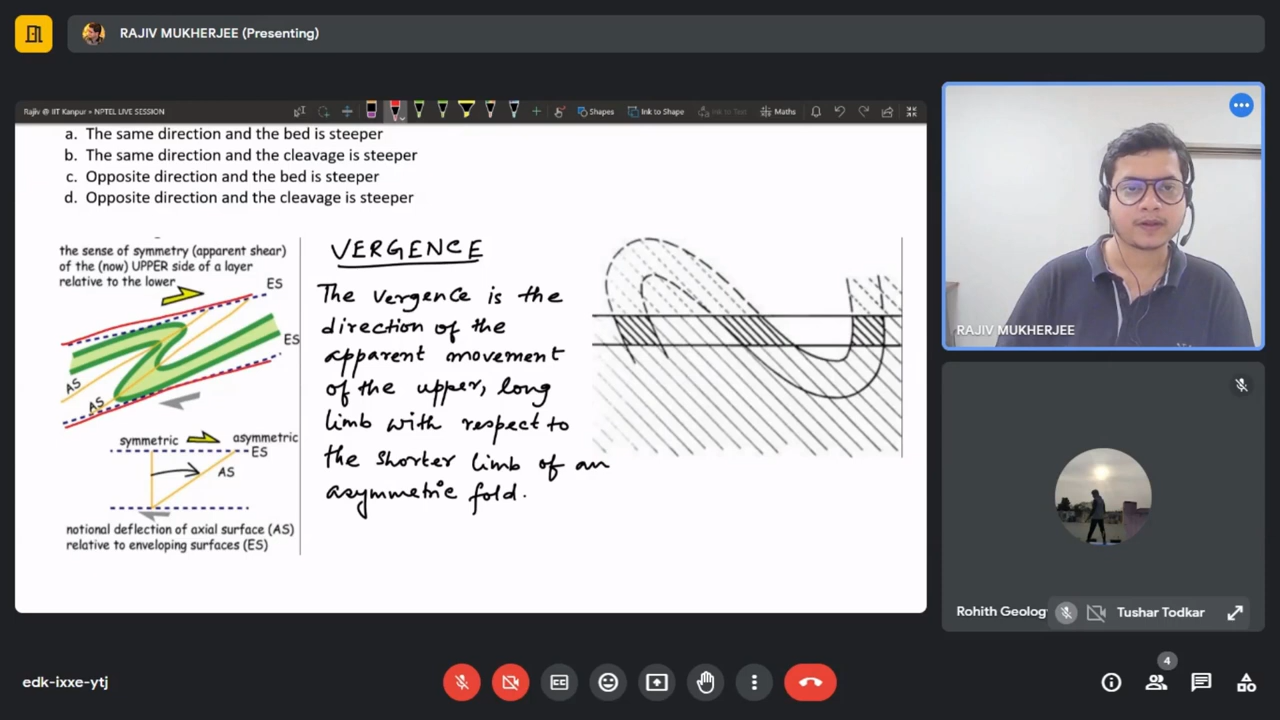 RAJIV MUKHERJEE (Presenting)
Rajiv @ IIT Kanpur - NPTEL LIVE SESSION
Shapes
Ink to Shape
Ink to Text
Maths
a. The same direction and the bed is steeper
b. The same direction and the cleavage is steeper
c. Opposite direction and the bed is steeper
d. Opposite direction and the cleavage is steeper
the sense of symmetry (apparent shear)
of the (now) UPPER side of a layer
relative to the lower
ES
ES
AS
AS
symmetric
asymmetric
ES
AS
notional deflection of axial surface (AS)
relative to enveloping surfaces (ES)
VERGENCE
The vergence is the
direction of the
apparent movement
of the upper, long
limb with respect to
the shorter limb of an
asymmetric fold.
RAJIV MUKHERJEE
Rohith Geolog
Tushar Todkar
edk-ixxe-ytj
4